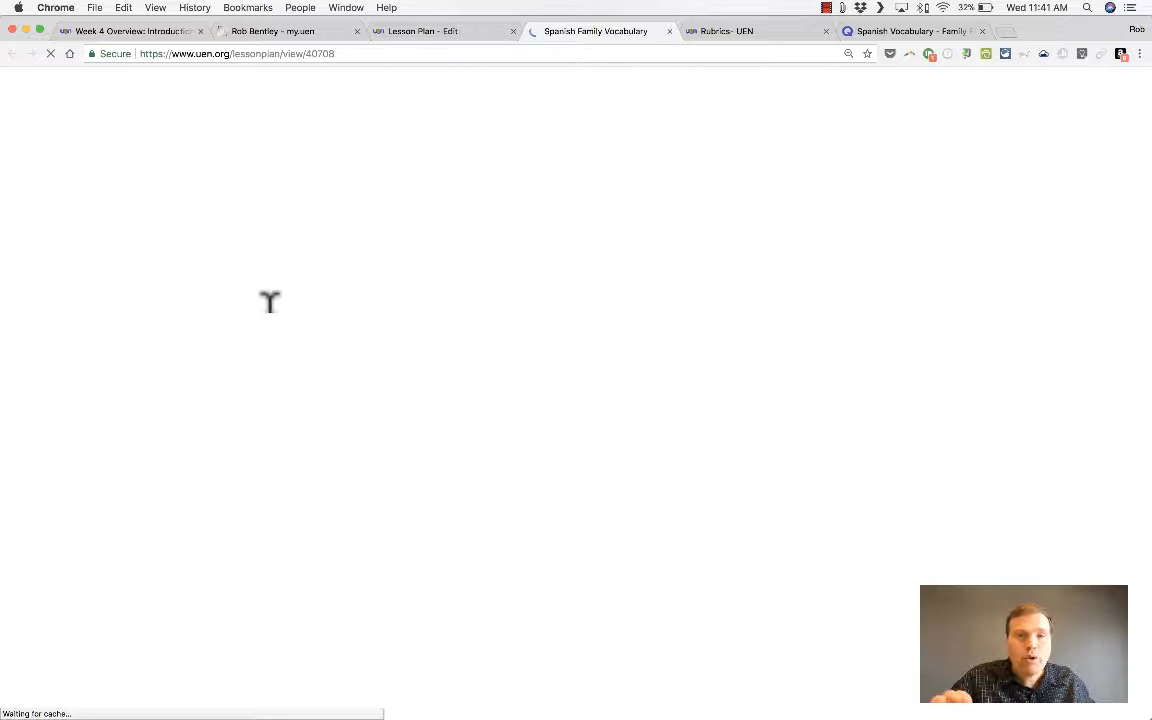 Chrome File Edit View History Bookmarks People Window Help 32% Wed 11:41 AM
Week 4 Overview: Introduction Rob Bentley - my.uen Lesson Plan - Edit Spanish Family Vocabulary Rubrics- UEN Spanish Vocabulary - Family F Rob
Secure https://www.uen.org/lessonplan/view/40708
Waiting for cache...